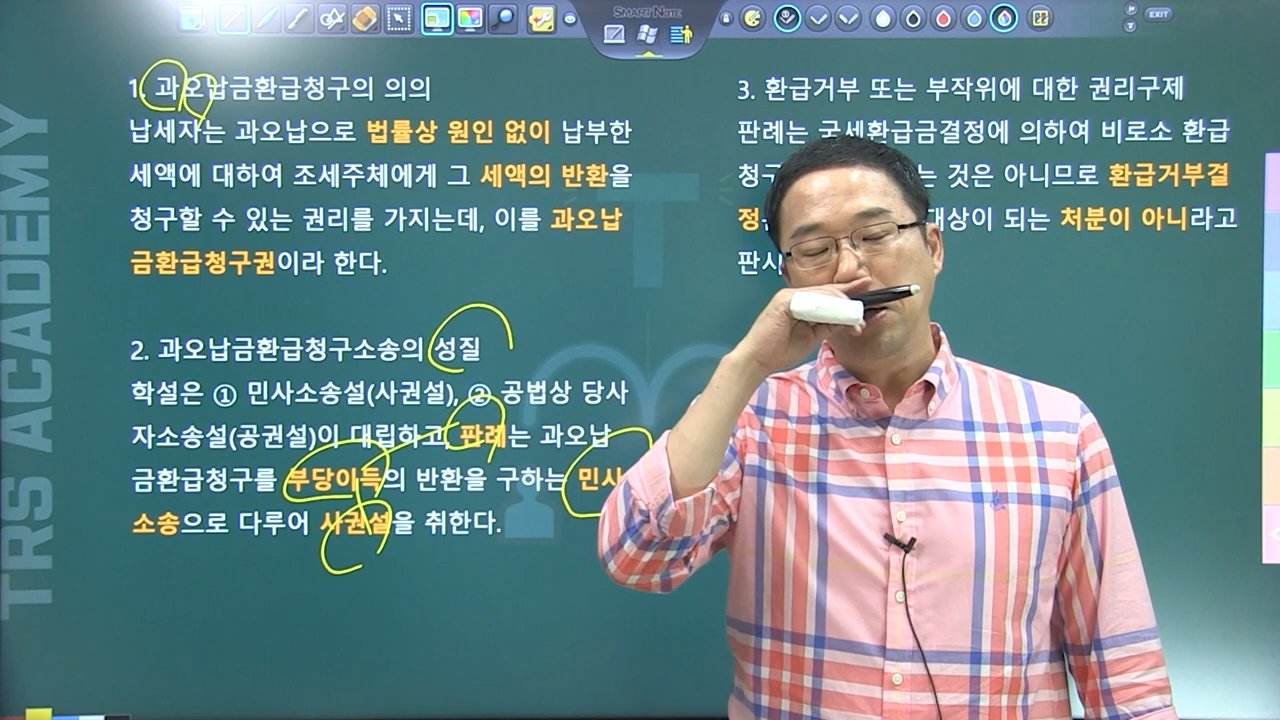 SMARTNOTE
EXIT
TRS ACADEMY
1. 과오납금환급청구의 의의
납세자는 과오납으로 법률상 원인 없이 납부한
세액에 대하여 조세주체에게 그 세액의 반환을
청구할 수 있는 권리를 가지는데, 이를 과오납
금환급청구권이라 한다.
2. 과오납금환급청구소송의 성질
학설은 ① 민사소송설(사권설), ② 공법상 당사
자소송설(공권설)이 대립하고, 판례는 과오납
금환급청구를 부당이득의 반환을 구하는 민사
소송으로 다루어 사권설을 취한다.
3. 환급거부 또는 부작위에 대한 권리구제
판례는 국세환급금결정에 의하여 비로소 환급
청구 는 것은 아니므로 환급거부결
정은 대상이 되는 처분이 아니라고
판시